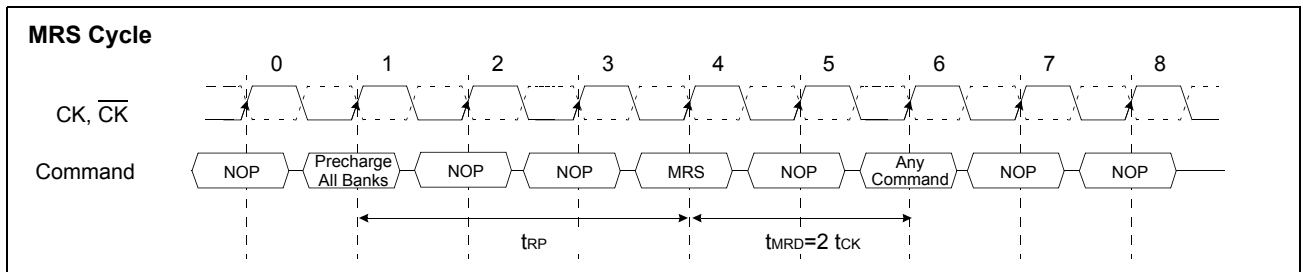 MRS Cycle
0 1 2 3 4 5 6 7 8
CK, C̅K̅
Command
NOP Precharge All Banks NOP NOP MRS NOP Any Command NOP NOP
tRP tMRD=2 tCK